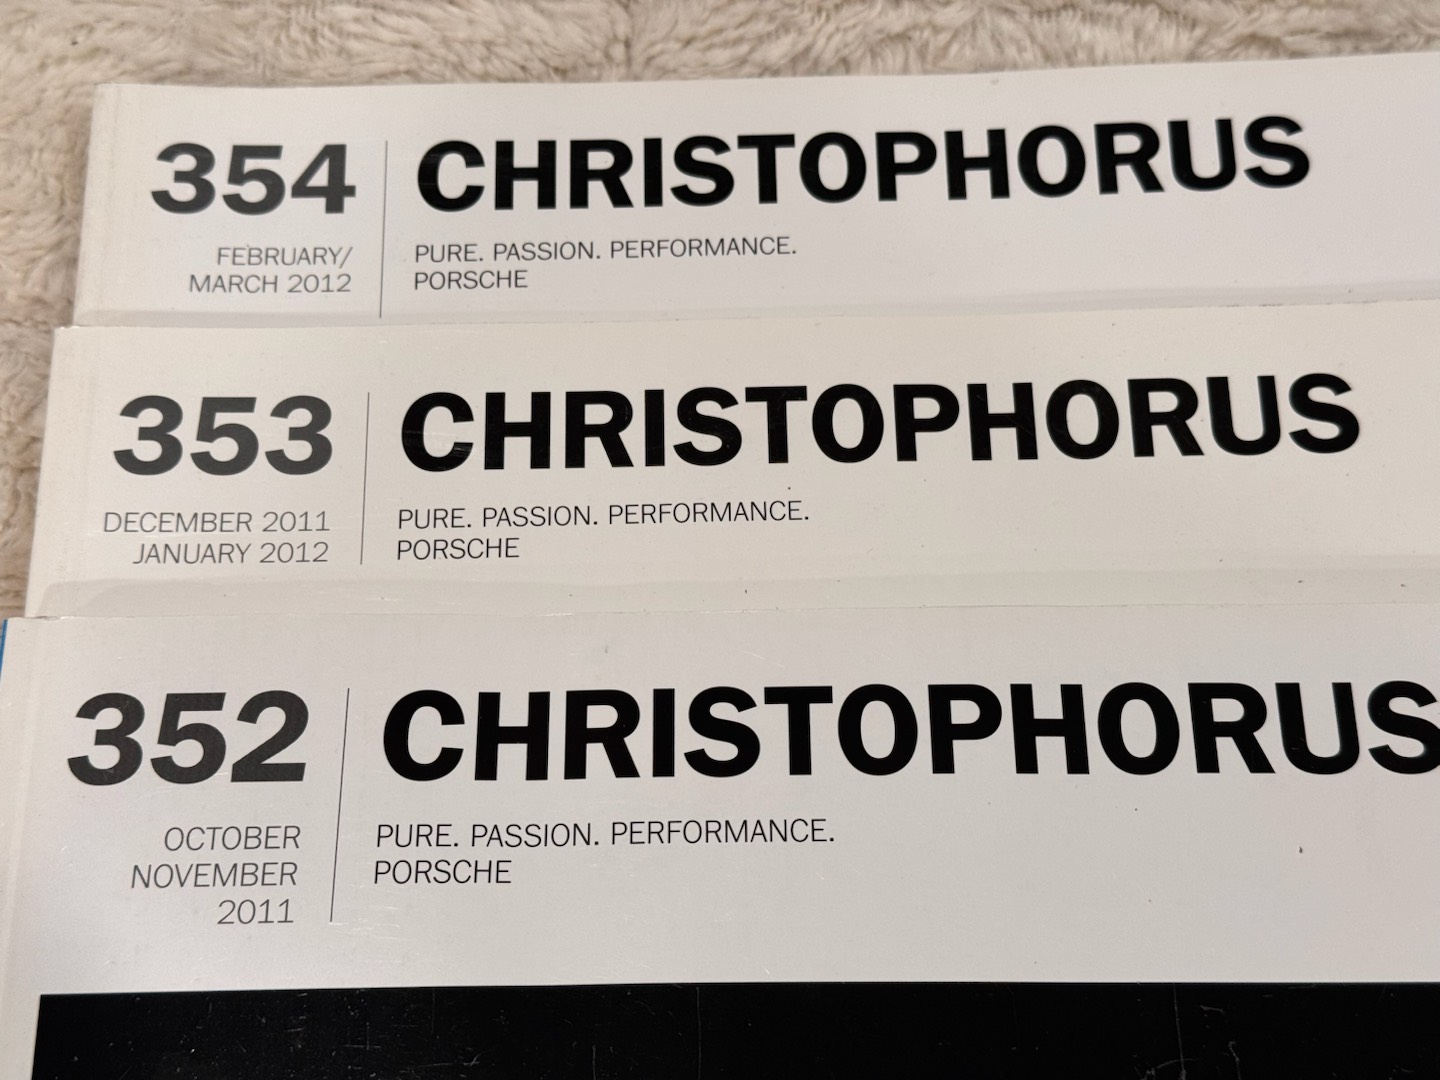 354
FEBRUARY/
MARCH 2012
CHRISTOPHORUS
PURE. PASSION. PERFORMANCE.
PORSCHE
353
DECEMBER 2011
JANUARY 2012
CHRISTOPHORUS
PURE. PASSION. PERFORMANCE.
PORSCHE
352
OCTOBER
NOVEMBER
2011
CHRISTOPHORUS
PURE. PASSION. PERFORMANCE.
PORSCHE